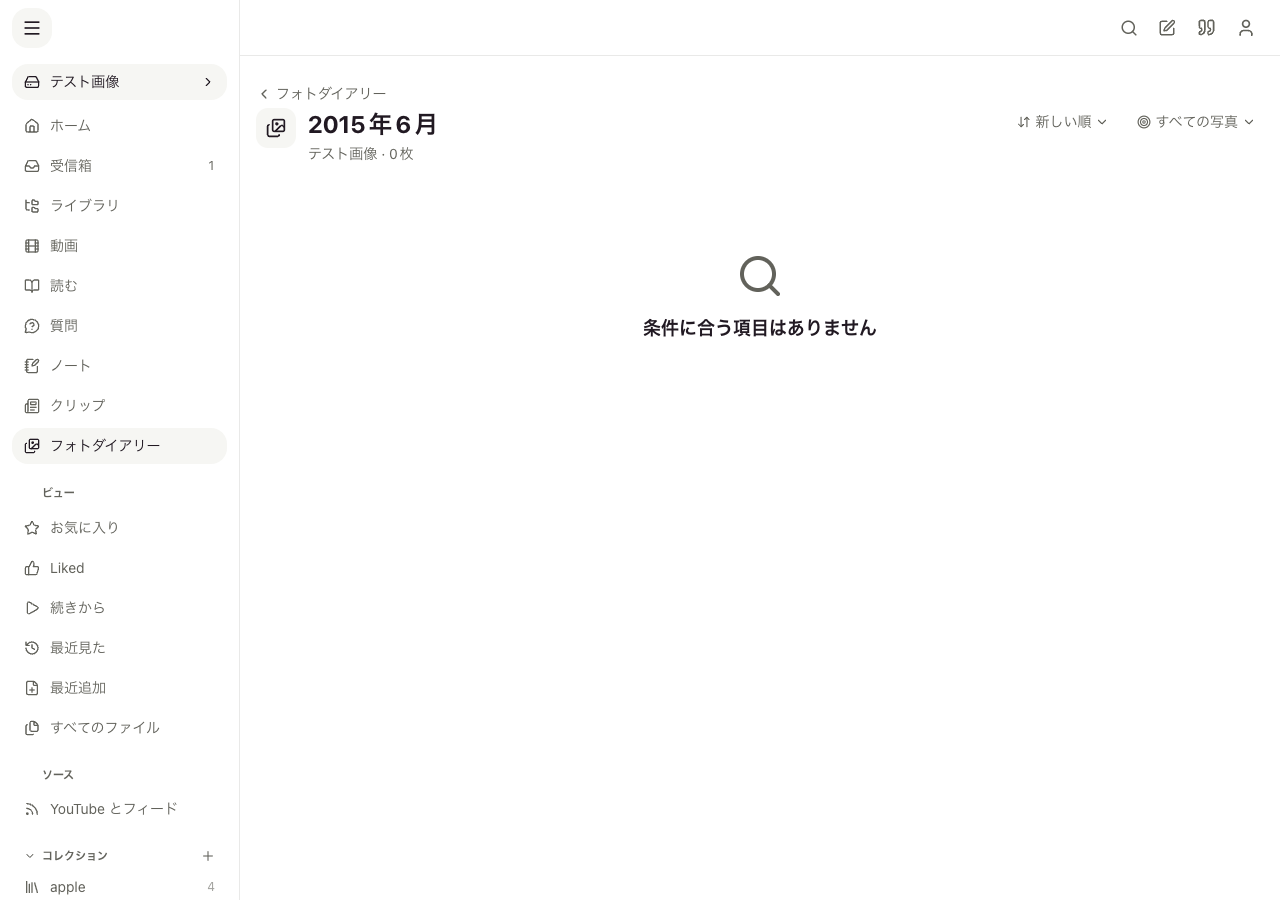 テスト画像
ホーム
受信箱 1
ライブラリ
動画
読む
質問
ノート
クリップ
フォトダイアリー
ビュー
お気に入り
Liked
続きから
最近見た
最近追加
すべてのファイル
ソース
YouTube とフィード
コレクション
apple 4
フォトダイアリー
2015年6月
テスト画像 · 0枚
新しい順
すべての写真
条件に合う項目はありません